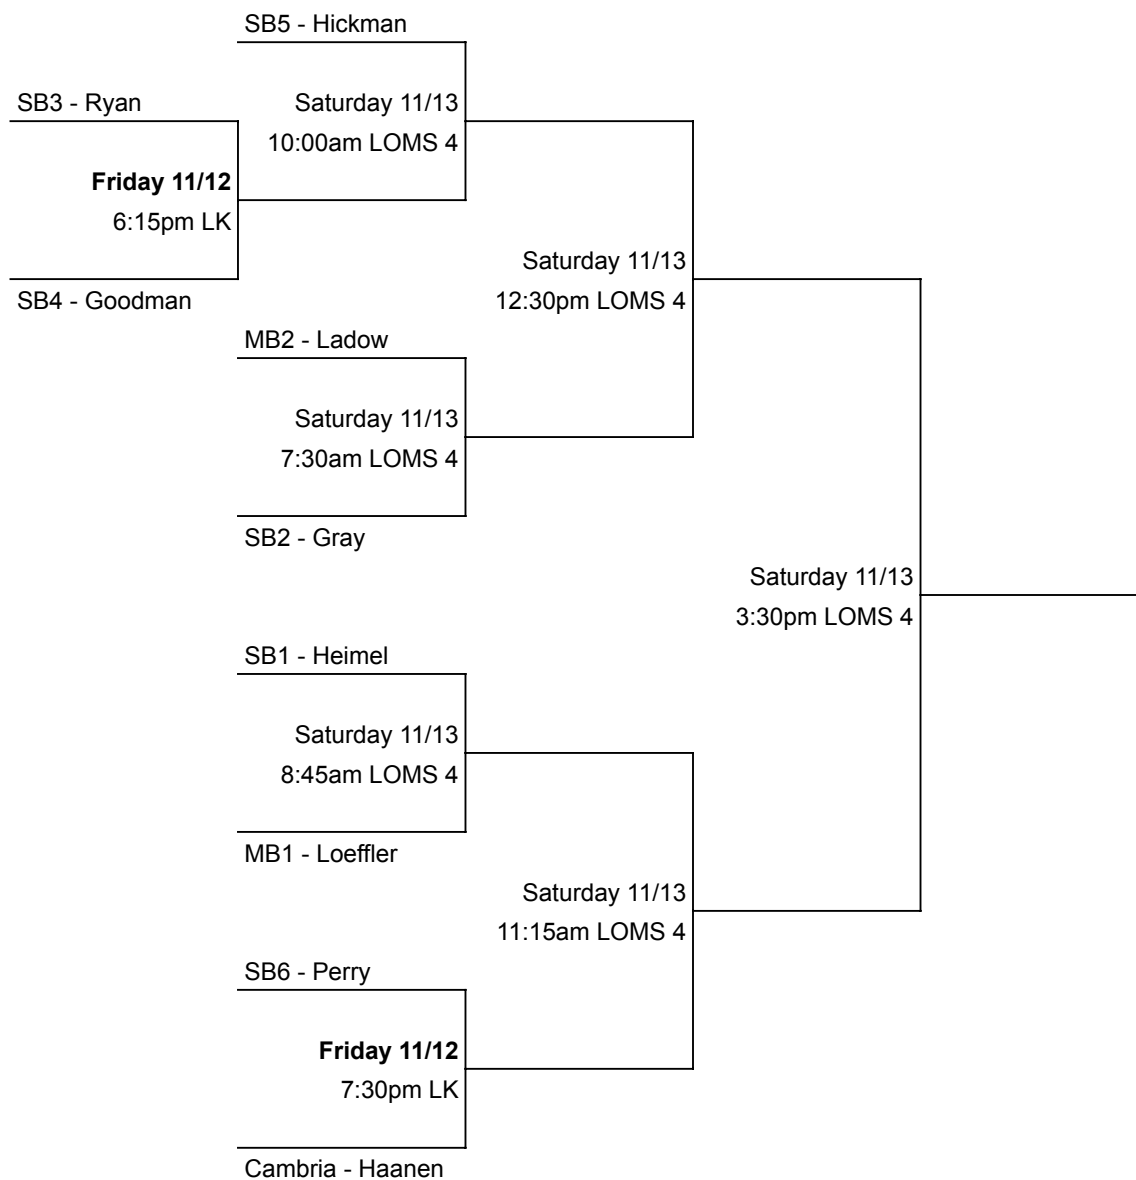 SB5 - Hickman
SB3 - Ryan
Saturday 11/13
10:00am LOMS 4
Friday 11/12
6:15pm LK
Saturday 11/13
12:30pm LOMS 4
SB4 - Goodman
MB2 - Ladow
Saturday 11/13
7:30am LOMS 4
SB2 - Gray
Saturday 11/13
3:30pm LOMS 4
SB1 - Heimel
Saturday 11/13
8:45am LOMS 4
MB1 - Loeffler
Saturday 11/13
11:15am LOMS 4
SB6 - Perry
Friday 11/12
7:30pm LK
Cambria - Haanen